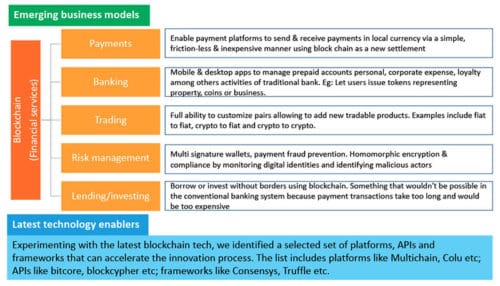 Emerging business models
Blockchain
(Financial services)
Payments
Enable payment platforms to send & receive payments in local currency via a simple,
friction-less & inexpensive manner using block chain as a new settlement
Banking
Mobile & desktop apps to manage prepaid accounts personal, corporate expense, loyalty
among others activities of traditional bank. Eg: Let users issue tokens representing
property, coins or business.
Trading
Full ability to customize pairs allowing to add new tradable products. Examples include fiat
to fiat, crypto to fiat and crypto to crypto.
Risk management
Multi signature wallets, payment fraud prevention. Homomorphic encryption &
compliance by monitoring digital identities and identifying malicious actors
Lending/investing
Borrow or invest without borders using blockchain. Something that wouldn't be possible in
the conventional banking system because payment transactions take too long and would
be too expensive
Latest technology enablers
Experimenting with the latest blockchain tech, we identified a selected set of platforms, APIs and
frameworks that can accelerate the innovation process. The list includes platforms like Multichain, Colu etc;
APIs like bitcore, blockcypher etc; frameworks like Consensys, Truffle etc.